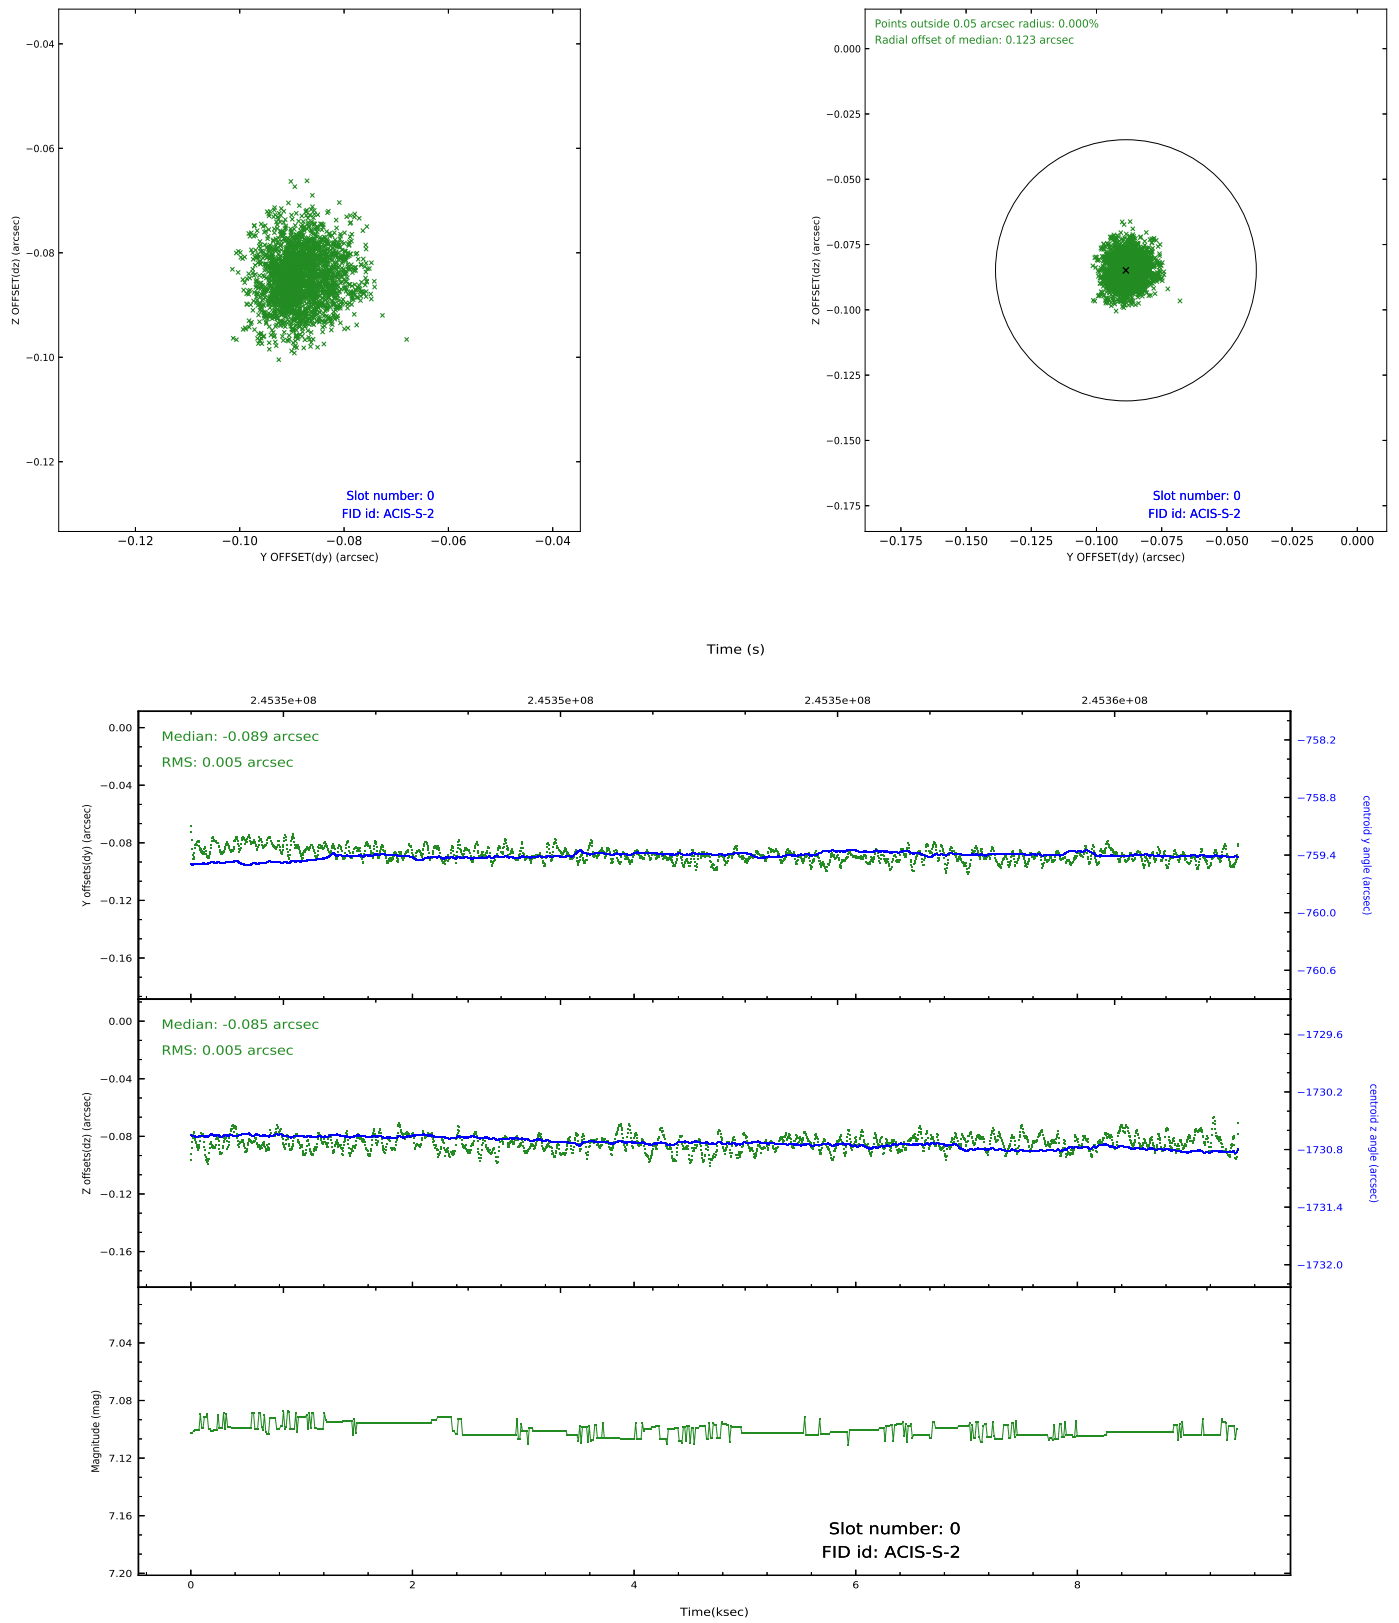 −0.04
−0.06
−0.08
−0.10
−0.12
Z OFFSET(dz) (arcsec)
Slot number: 0
FID id: ACIS-S-2
−0.12 −0.10 −0.08 −0.06 −0.04
Y OFFSET(dy) (arcsec)
Points outside 0.05 arcsec radius: 0.000%
Radial offset of median: 0.123 arcsec
0.000
−0.025
−0.050
−0.075
−0.100
−0.125
−0.150
−0.175
Z OFFSET(dz) (arcsec)
Slot number: 0
FID id: ACIS-S-2
−0.175 −0.150 −0.125 −0.100 −0.075 −0.050 −0.025 0.000
Y OFFSET(dy) (arcsec)
Time (s)
2.4535e+08 2.4535e+08 2.4535e+08 2.4536e+08
Median: -0.089 arcsec
RMS: 0.005 arcsec
0.00
−0.04
−0.08
−0.12
−0.16
Y offsets(dy) (arcsec)
−758.2
−758.8
−759.4
−760.0
−760.6
centroid y angle (arcsec)
Median: -0.085 arcsec
RMS: 0.005 arcsec
0.00
−0.04
−0.08
−0.12
−0.16
Z offsets(dz) (arcsec)
−1729.6
−1730.2
−1730.8
−1731.4
−1732.0
centroid z angle (arcsec)
7.04
7.08
7.12
7.16
7.20
Magnitude (mag)
Slot number: 0
FID id: ACIS-S-2
0 2 4 6 8
Time(ksec)